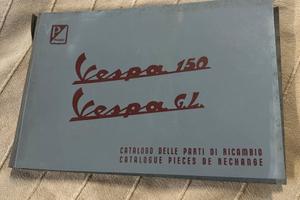 Vespa 150
Vespa G.L.
CATALOGO DELLE PARTI DI RICAMBIO
CATALOGUE PIECES DE RECHANGE